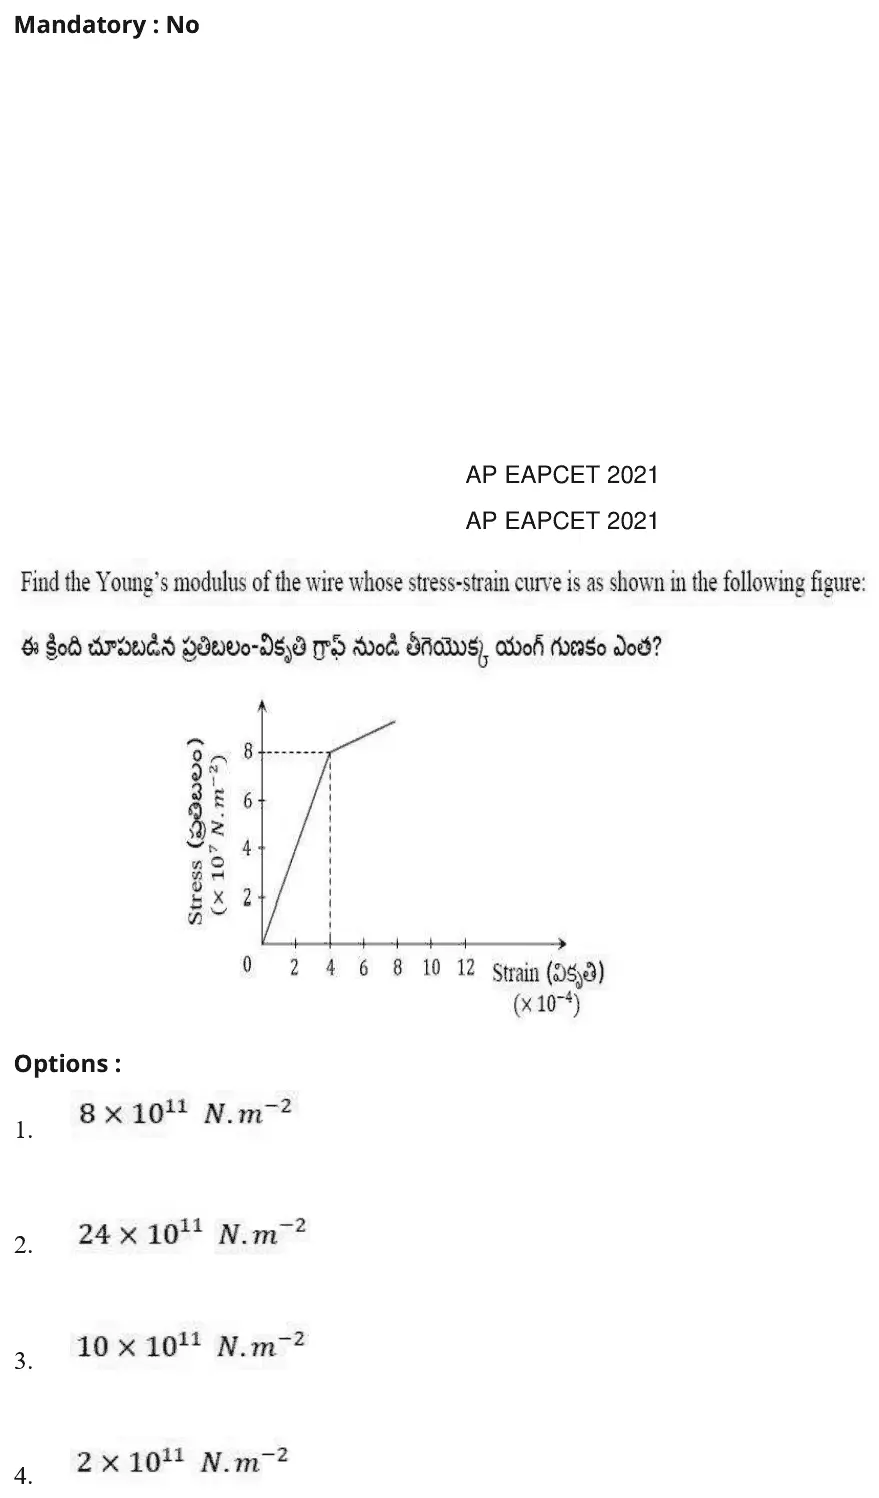 Mandatory : No
AP EAPCET 2021
AP EAPCET 2021
Find the Young's modulus of the wire whose stress-strain curve is as shown in the following figure:
ఈ క్రింది చూపబడిన ప్రతిబలం-వికృతి గ్రాఫ్ నుండి తీగెయొక్క యంగ్ గుణకం ఎంత?
Stress (ప్రతిబలం)
(× 10⁷ N.m⁻²)
8
6
4
2
0 2 4 6 8 10 12 Strain (వికృతి)
(× 10⁻⁴)
Options :
1. 8 × 10¹¹ N.m⁻²
2. 24 × 10¹¹ N.m⁻²
3. 10 × 10¹¹ N.m⁻²
4. 2 × 10¹¹ N.m⁻²